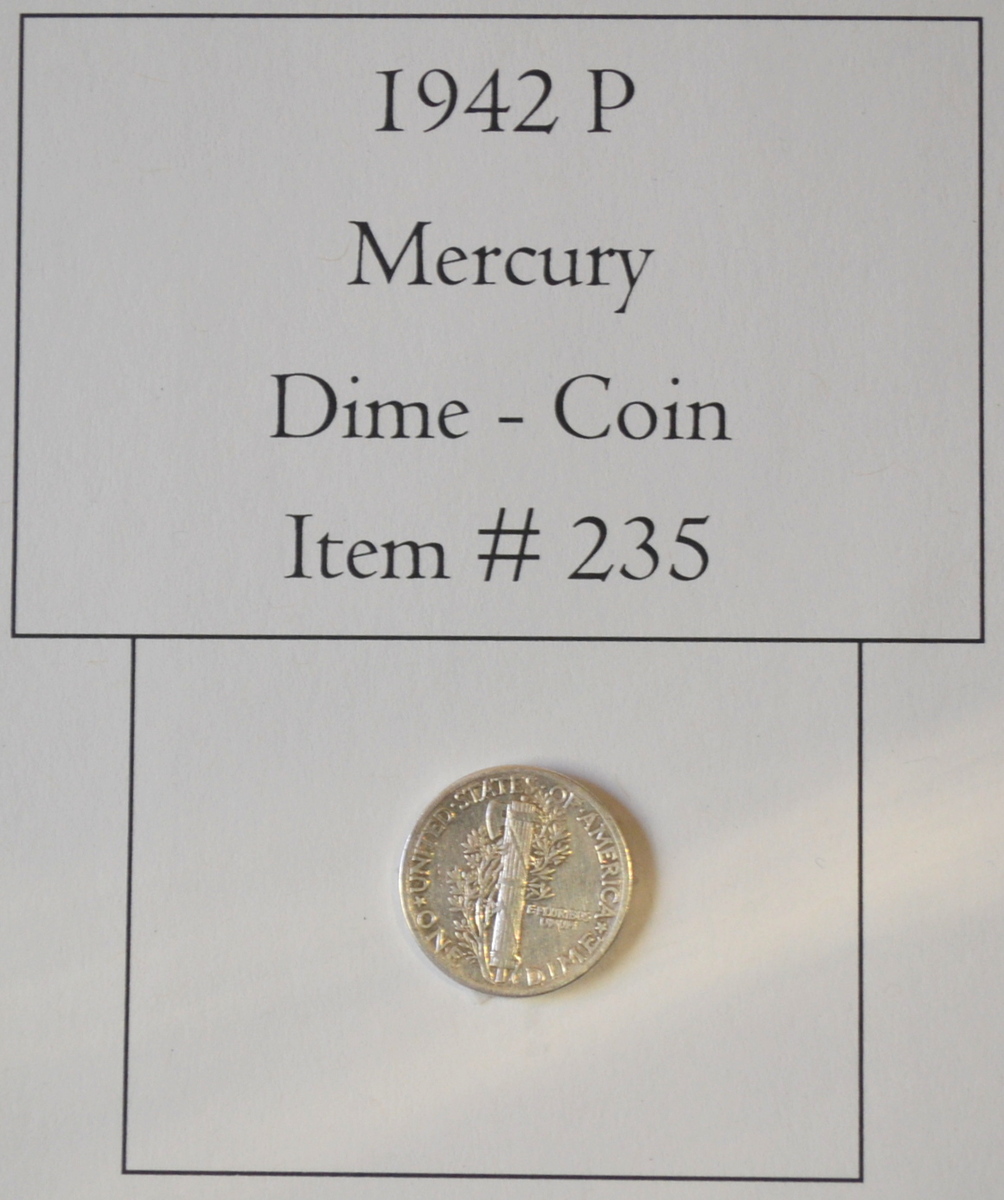 1942 P
Mercury
Dime - Coin
Item # 235
UNITED·STATES·OF·AMERICA
E PLURIBUS
UNUM
ONE
DIME